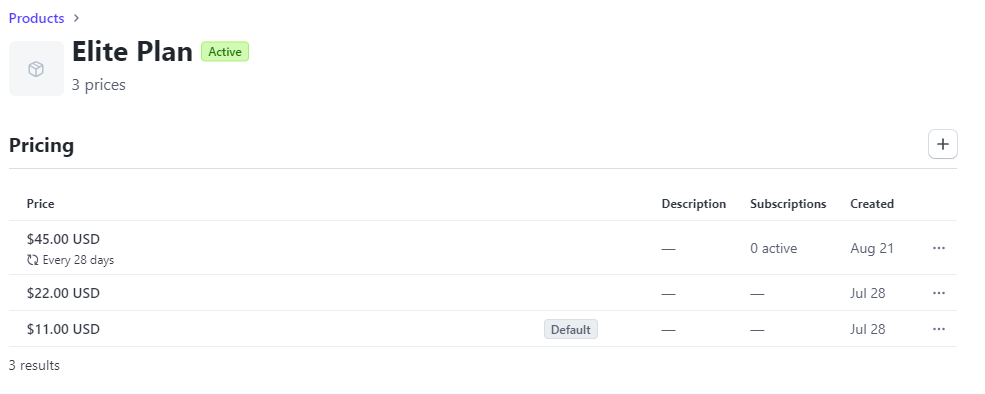 Products
Elite Plan Active
3 prices
Pricing
Price Description Subscriptions Created
$45.00 USD — 0 active Aug 21
Every 28 days
$22.00 USD — — Jul 28
$11.00 USD Default — — Jul 28
3 results